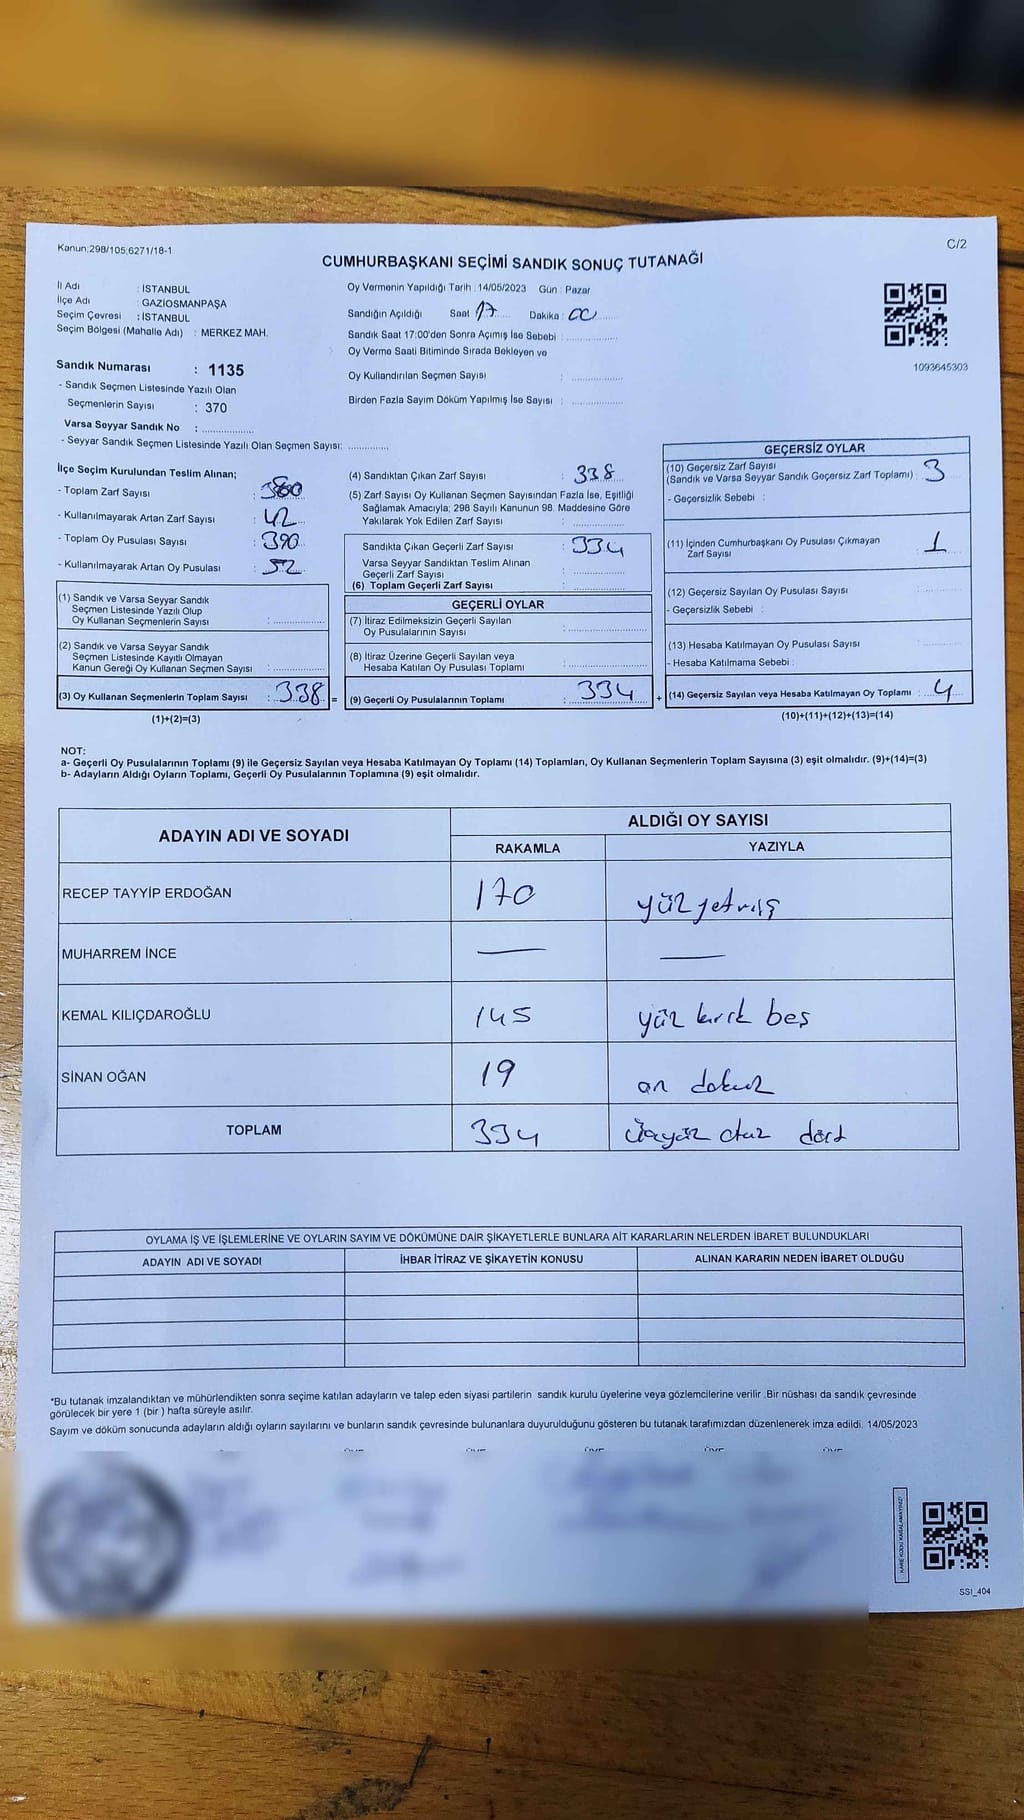 Kanun;298/105;6271/18-1
C/2
CUMHURBAŞKANI SEÇİMİ SANDIK SONUÇ TUTANAĞI
İl Adı : İSTANBUL
İlçe Adı : GAZİOSMANPAŞA
Seçim Çevresi : İSTANBUL
Seçim Bölgesi (Mahalle Adı) : MERKEZ MAH.
Oy Vermenin Yapıldığı Tarih : 14/05/2023 Gün : Pazar
Sandığın Açıldığı Saat 17 Dakika : 00
Sandık Saat 17:00'den Sonra Açımış İse Sebebi :
Oy Verme Saati Bitiminde Sırada Bekleyen ve
Oy Kullandırılan Seçmen Sayısı :
Birden Fazla Sayım Döküm Yapılmış İse Sayısı :
1093645303
Sandık Numarası : 1135
- Sandık Seçmen Listesinde Yazılı Olan
Seçmenlerin Sayısı : 370
Varsa Seyyar Sandık No :
- Seyyar Sandık Seçmen Listesinde Yazılı Olan Seçmen Sayısı:
İlçe Seçim Kurulundan Teslim Alınan;
- Toplam Zarf Sayısı : 380
- Kullanılmayarak Artan Zarf Sayısı : 42
- Toplam Oy Pusulası Sayısı : 390
- Kullanılmayarak Artan Oy Pusulası : 52
(1) Sandık ve Varsa Seyyar Sandık
Seçmen Listesinde Yazılı Olup
Oy Kullanan Seçmenlerin Sayısı :
(2) Sandık ve Varsa Seyyar Sandık
Seçmen Listesinde Kayıtlı Olmayan
Kanun Gereği Oy Kullanan Seçmen Sayısı :
(3) Oy Kullanan Seçmenlerin Toplam Sayısı : 338 =
(1)+(2)=(3)
(4) Sandıktan Çıkan Zarf Sayısı : 338
(5) Zarf Sayısı Oy Kullanan Seçmen Sayısından Fazla İse, Eşitliği
Sağlamak Amacıyla; 298 Sayılı Kanunun 98. Maddesine Göre
Yakılarak Yok Edilen Zarf Sayısı :
Sandıkta Çıkan Geçerli Zarf Sayısı : 334
Varsa Seyyar Sandıktan Teslim Alınan
Geçerli Zarf Sayısı :
(6) Toplam Geçerli Zarf Sayısı :
GEÇERLİ OYLAR
(7) İtiraz Edilmeksizin Geçerli Sayılan
Oy Pusulalarının Sayısı :
(8) İtiraz Üzerine Geçerli Sayılan veya
Hesaba Katılan Oy Pusulası Toplamı :
(9) Geçerli Oy Pusulalarının Toplamı : 334 +
GEÇERSİZ OYLAR
(10) Geçersiz Zarf Sayısı
(Sandık ve Varsa Seyyar Sandık Geçersiz Zarf Toplamı) : 3
- Geçersizlik Sebebi :
(11) İçinden Cumhurbaşkanı Oy Pusulası Çıkmayan
Zarf Sayısı 1
(12) Geçersiz Sayılan Oy Pusulası Sayısı
- Geçersizlik Sebebi :
(13) Hesaba Katılmayan Oy Pusulası Sayısı
- Hesaba Katılmama Sebebi :
(14) Geçersiz Sayılan veya Hesaba Katılmayan Oy Toplamı : 4
(10)+(11)+(12)+(13)=(14)
NOT:
a- Geçerli Oy Pusulalarının Toplamı (9) ile Geçersiz Sayılan veya Hesaba Katılmayan Oy Toplamı (14) Toplamları, Oy Kullanan Seçmenlerin Toplam Sayısına (3) eşit olmalıdır. (9)+(14)=(3)
b- Adayların Aldığı Oyların Toplamı, Geçerli Oy Pusulalarının Toplamına (9) eşit olmalıdır.
ADAYIN ADI VE SOYADI
ALDIĞI OY SAYISI
RAKAMLA YAZIYLA
RECEP TAYYİP ERDOĞAN 170 yüz yetmiş
MUHARREM İNCE — —
KEMAL KILIÇDAROĞLU 145 yüz kırk beş
SİNAN OĞAN 19 on dokuz
TOPLAM 334 üçyüz otuz dört
OYLAMA İŞ VE İŞLEMLERİNE VE OYLARIN SAYIM VE DÖKÜMÜNE DAİR ŞİKAYETLERLE BUNLARA AİT KARARLARIN NELERDEN İBARET BULUNDUKLARI
ADAYIN ADI VE SOYADI İHBAR İTİRAZ VE ŞİKAYETİN KONUSU ALINAN KARARIN NEDEN İBARET OLDUĞU
*Bu tutanak imzalandıktan ve mühürlendikten sonra seçime katılan adayların ve talep eden siyasi partilerin sandık kurulu üyelerine veya gözlemcilerine verilir .Bir nüshası da sandık çevresinde
görülecek bir yere 1 (bir ) hafta süreyle asılır.
Sayım ve döküm sonucunda adayların aldığı oyların sayılarını ve bunların sandık çevresinde bulunanlara duyurulduğunu gösteren bu tutanak tarafımızdan düzenlenerek imza edildi. 14/05/2023
KARE KODU KARALAMAYINIZ!
SSI_404